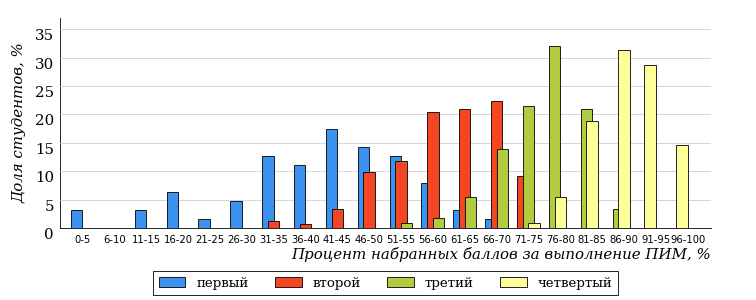 Доля студентов, %
35
30
25
20
15
10
5
0
0-5 6-10 11-15 16-20 21-25 26-30 31-35 36-40 41-45 46-50 51-55 56-60 61-65 66-70 71-75 76-80 81-85 86-90 91-95 96-100
Процент набранных баллов за выполнение ПИМ, %
первый второй третий четвертый